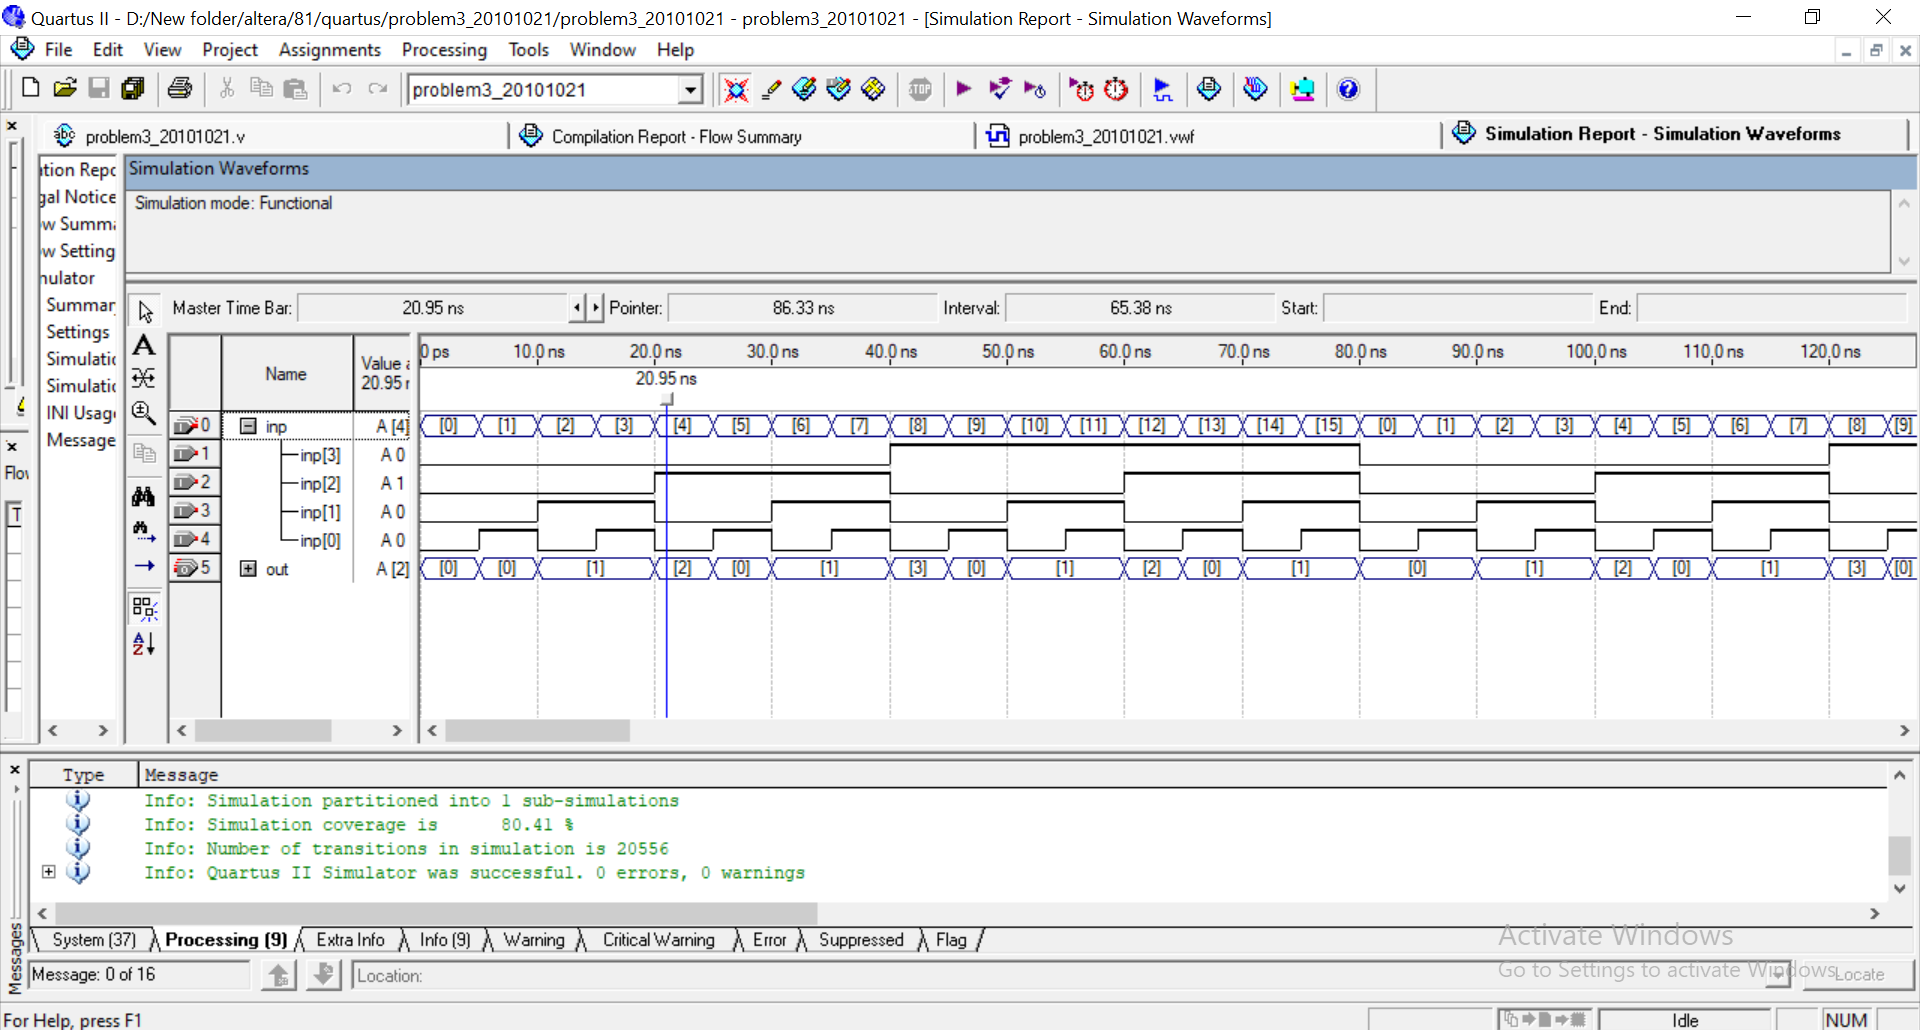 Quartus II - D:/New folder/altera/81/quartus/problem3_20101021/problem3_20101021 - problem3_20101021 - [Simulation Report - Simulation Waveforms]
File Edit View Project Assignments Processing Tools Window Help
problem3_20101021
STOP
problem3_20101021.v Compilation Report - Flow Summary problem3_20101021.vwf Simulation Report - Simulation Waveforms
tion Repo
gal Notice
w Summa
w Setting
nulator
Summar
Settings
Simulatic
Simulatic
INI Usag
Message
Simulation Waveforms
Simulation mode: Functional
Master Time Bar: 20.95 ns Pointer: 86.33 ns Interval: 65.38 ns Start: End:
Name
Value a
20.95 r
0 ps 10.0 ns 20.0 ns 30.0 ns 40.0 ns 50.0 ns 60.0 ns 70.0 ns 80.0 ns 90.0 ns 100.0 ns 110.0 ns 120.0 ns
20.95 ns
0 inp A [4] [0] [1] [2] [3] [4] [5] [6] [7] [8] [9] [10] [11] [12] [13] [14] [15] [0] [1] [2] [3] [4] [5] [6] [7] [8] [9]
1 inp[3] A 0
2 inp[2] A 1
3 inp[1] A 0
4 inp[0] A 0
5 out A [2] [0] [0] [1] [2] [0] [1] [3] [0] [1] [2] [0] [1] [0] [1] [2] [0] [1] [3] [0]
Flo
Type Message
Info: Simulation partitioned into 1 sub-simulations
Info: Simulation coverage is 80.41 %
Info: Number of transitions in simulation is 20556
Info: Quartus II Simulator was successful. 0 errors, 0 warnings
Messages
System (37) Processing (9) Extra Info Info (9) Warning Critical Warning Error Suppressed Flag
Message: 0 of 16 Location: Locate
Activate Windows
Go to Settings to activate Windows.
For Help, press F1 Idle NUM